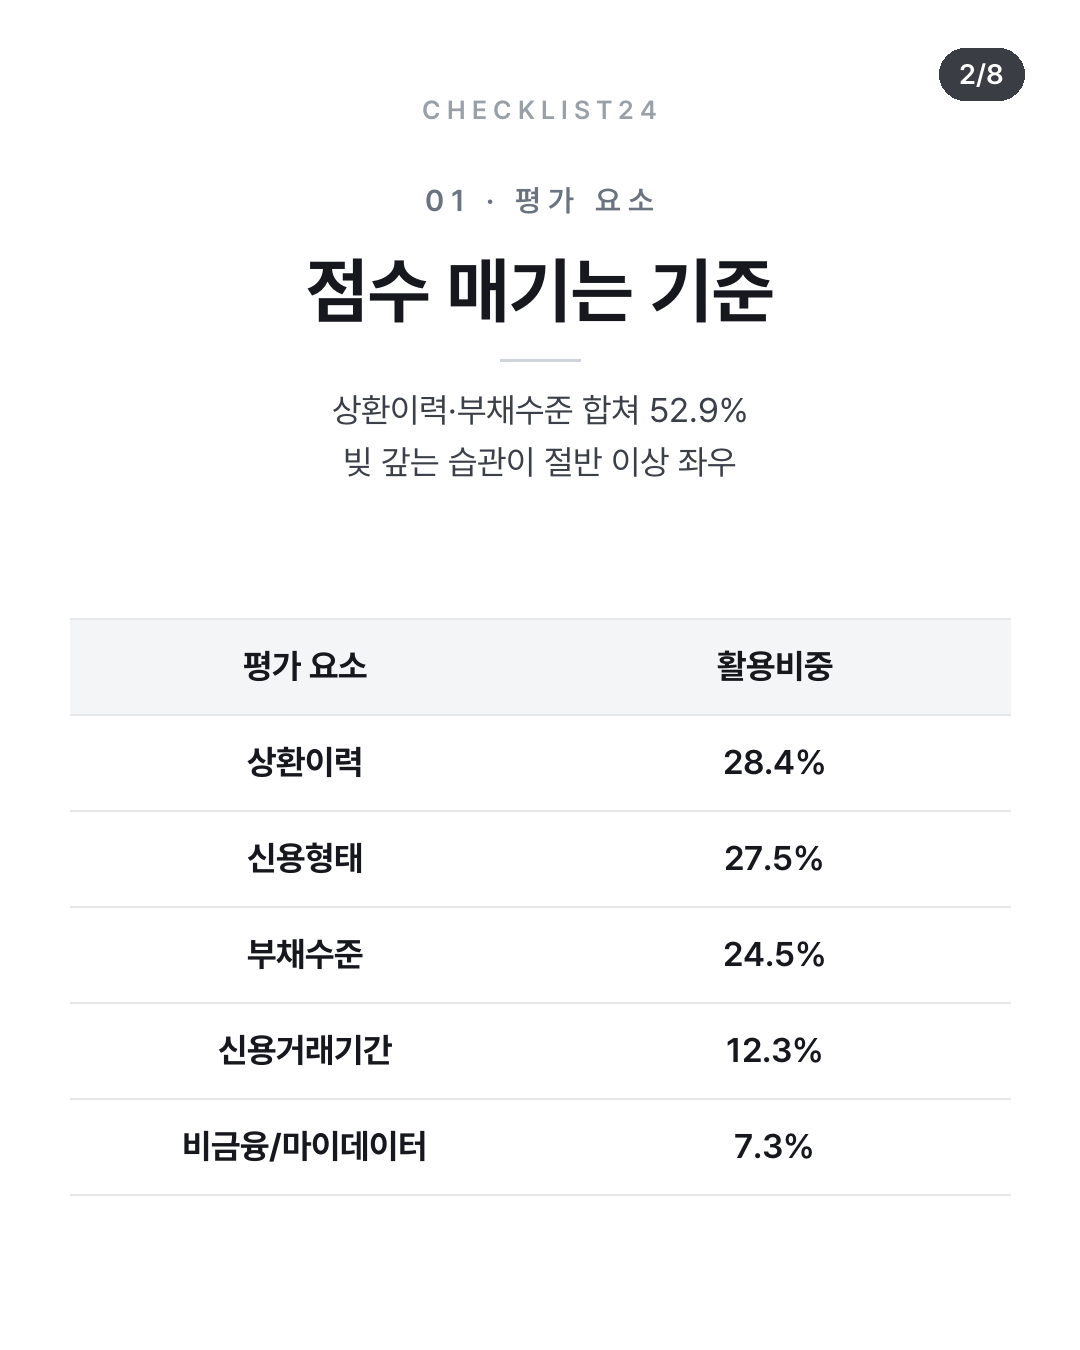 2/8
CHECKLIST24
01 · 평가 요소
점수 매기는 기준
상환이력·부채수준 합쳐 52.9%
빚 갚는 습관이 절반 이상 좌우
평가 요소 활용비중
상환이력 28.4%
신용형태 27.5%
부채수준 24.5%
신용거래기간 12.3%
비금융/마이데이터 7.3%